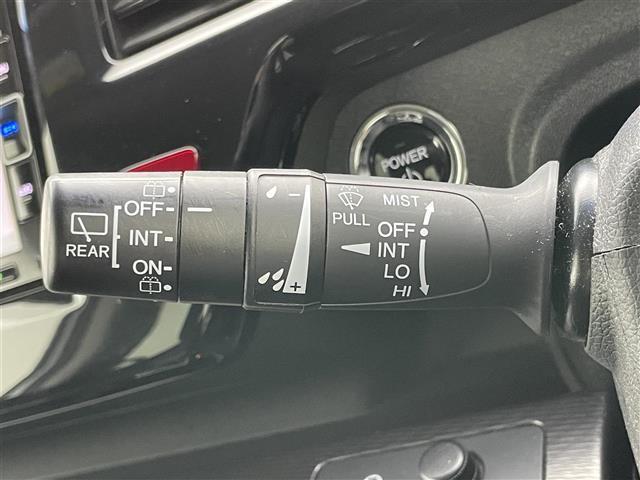 POWER
REAR
OFF
INT
ON
- +
PULL
MIST
OFF
INT
LO
HI